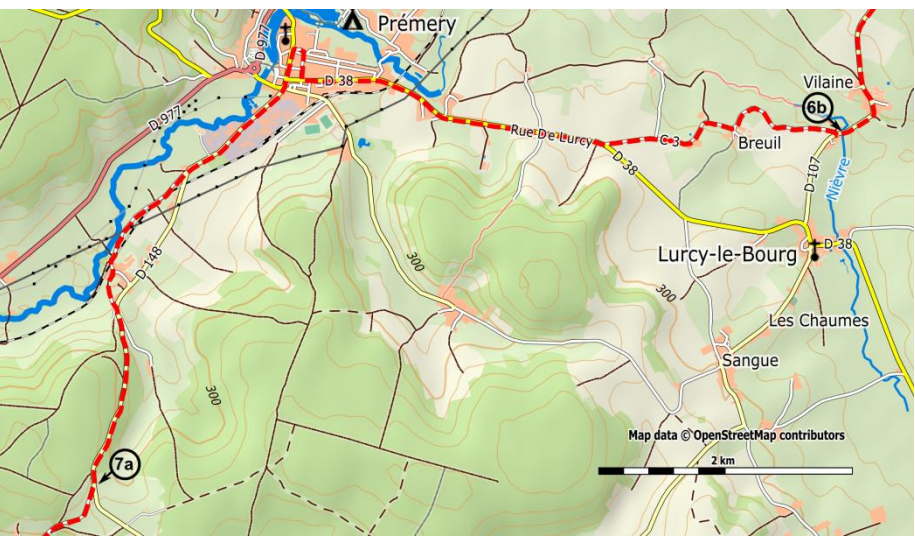 D 977
Prémery
D 38
D 977
Vilaine
6b
Rue De Lurcy
C 3
Breuil
D 38
D 107
Nièvre
D 148
300
Lurcy-le-Bourg
D 38
300
Les Chaumes
Sangue
300
Map data © OpenStreetMap contributors
2 km
7a